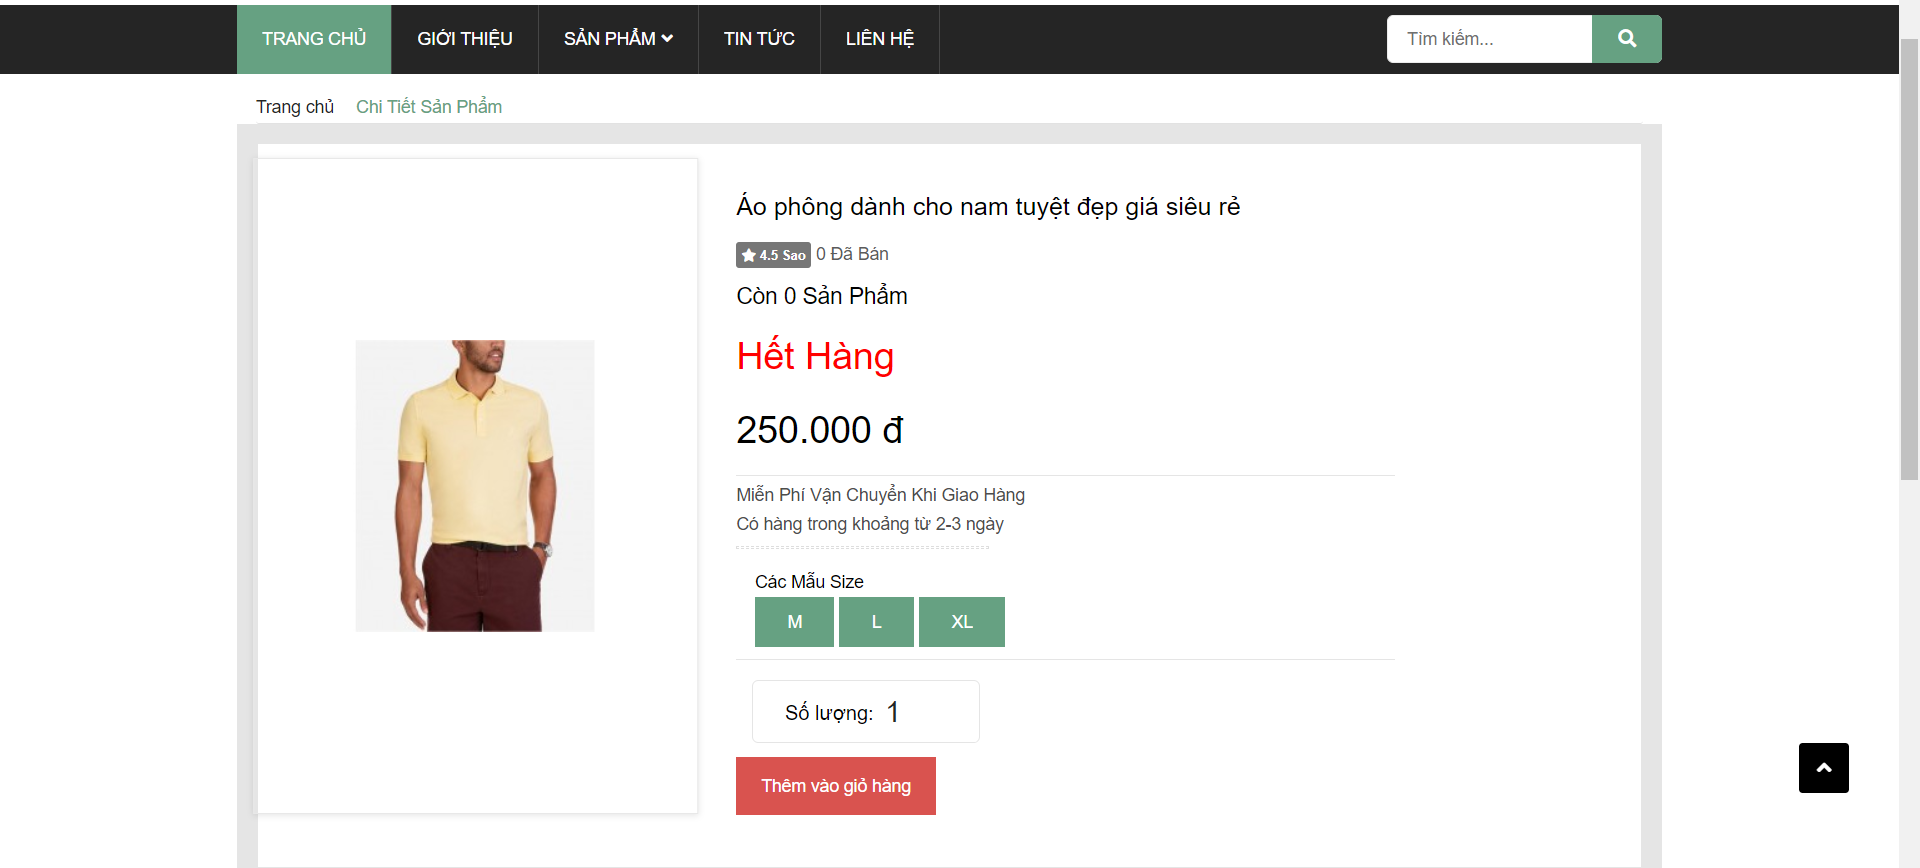 TRANG CHỦ GIỚI THIỆU SẢN PHẨM TIN TỨC LIÊN HỆ Tìm kiếm...
Trang chủ Chi Tiết Sản Phẩm
Áo phông dành cho nam tuyệt đẹp giá siêu rẻ
4.5 Sao 0 Đã Bán
Còn 0 Sản Phẩm
Hết Hàng
250.000 đ
Miễn Phí Vận Chuyển Khi Giao Hàng
Có hàng trong khoảng từ 2-3 ngày
Các Mẫu Size
M L XL
Số lượng: 1
Thêm vào giỏ hàng